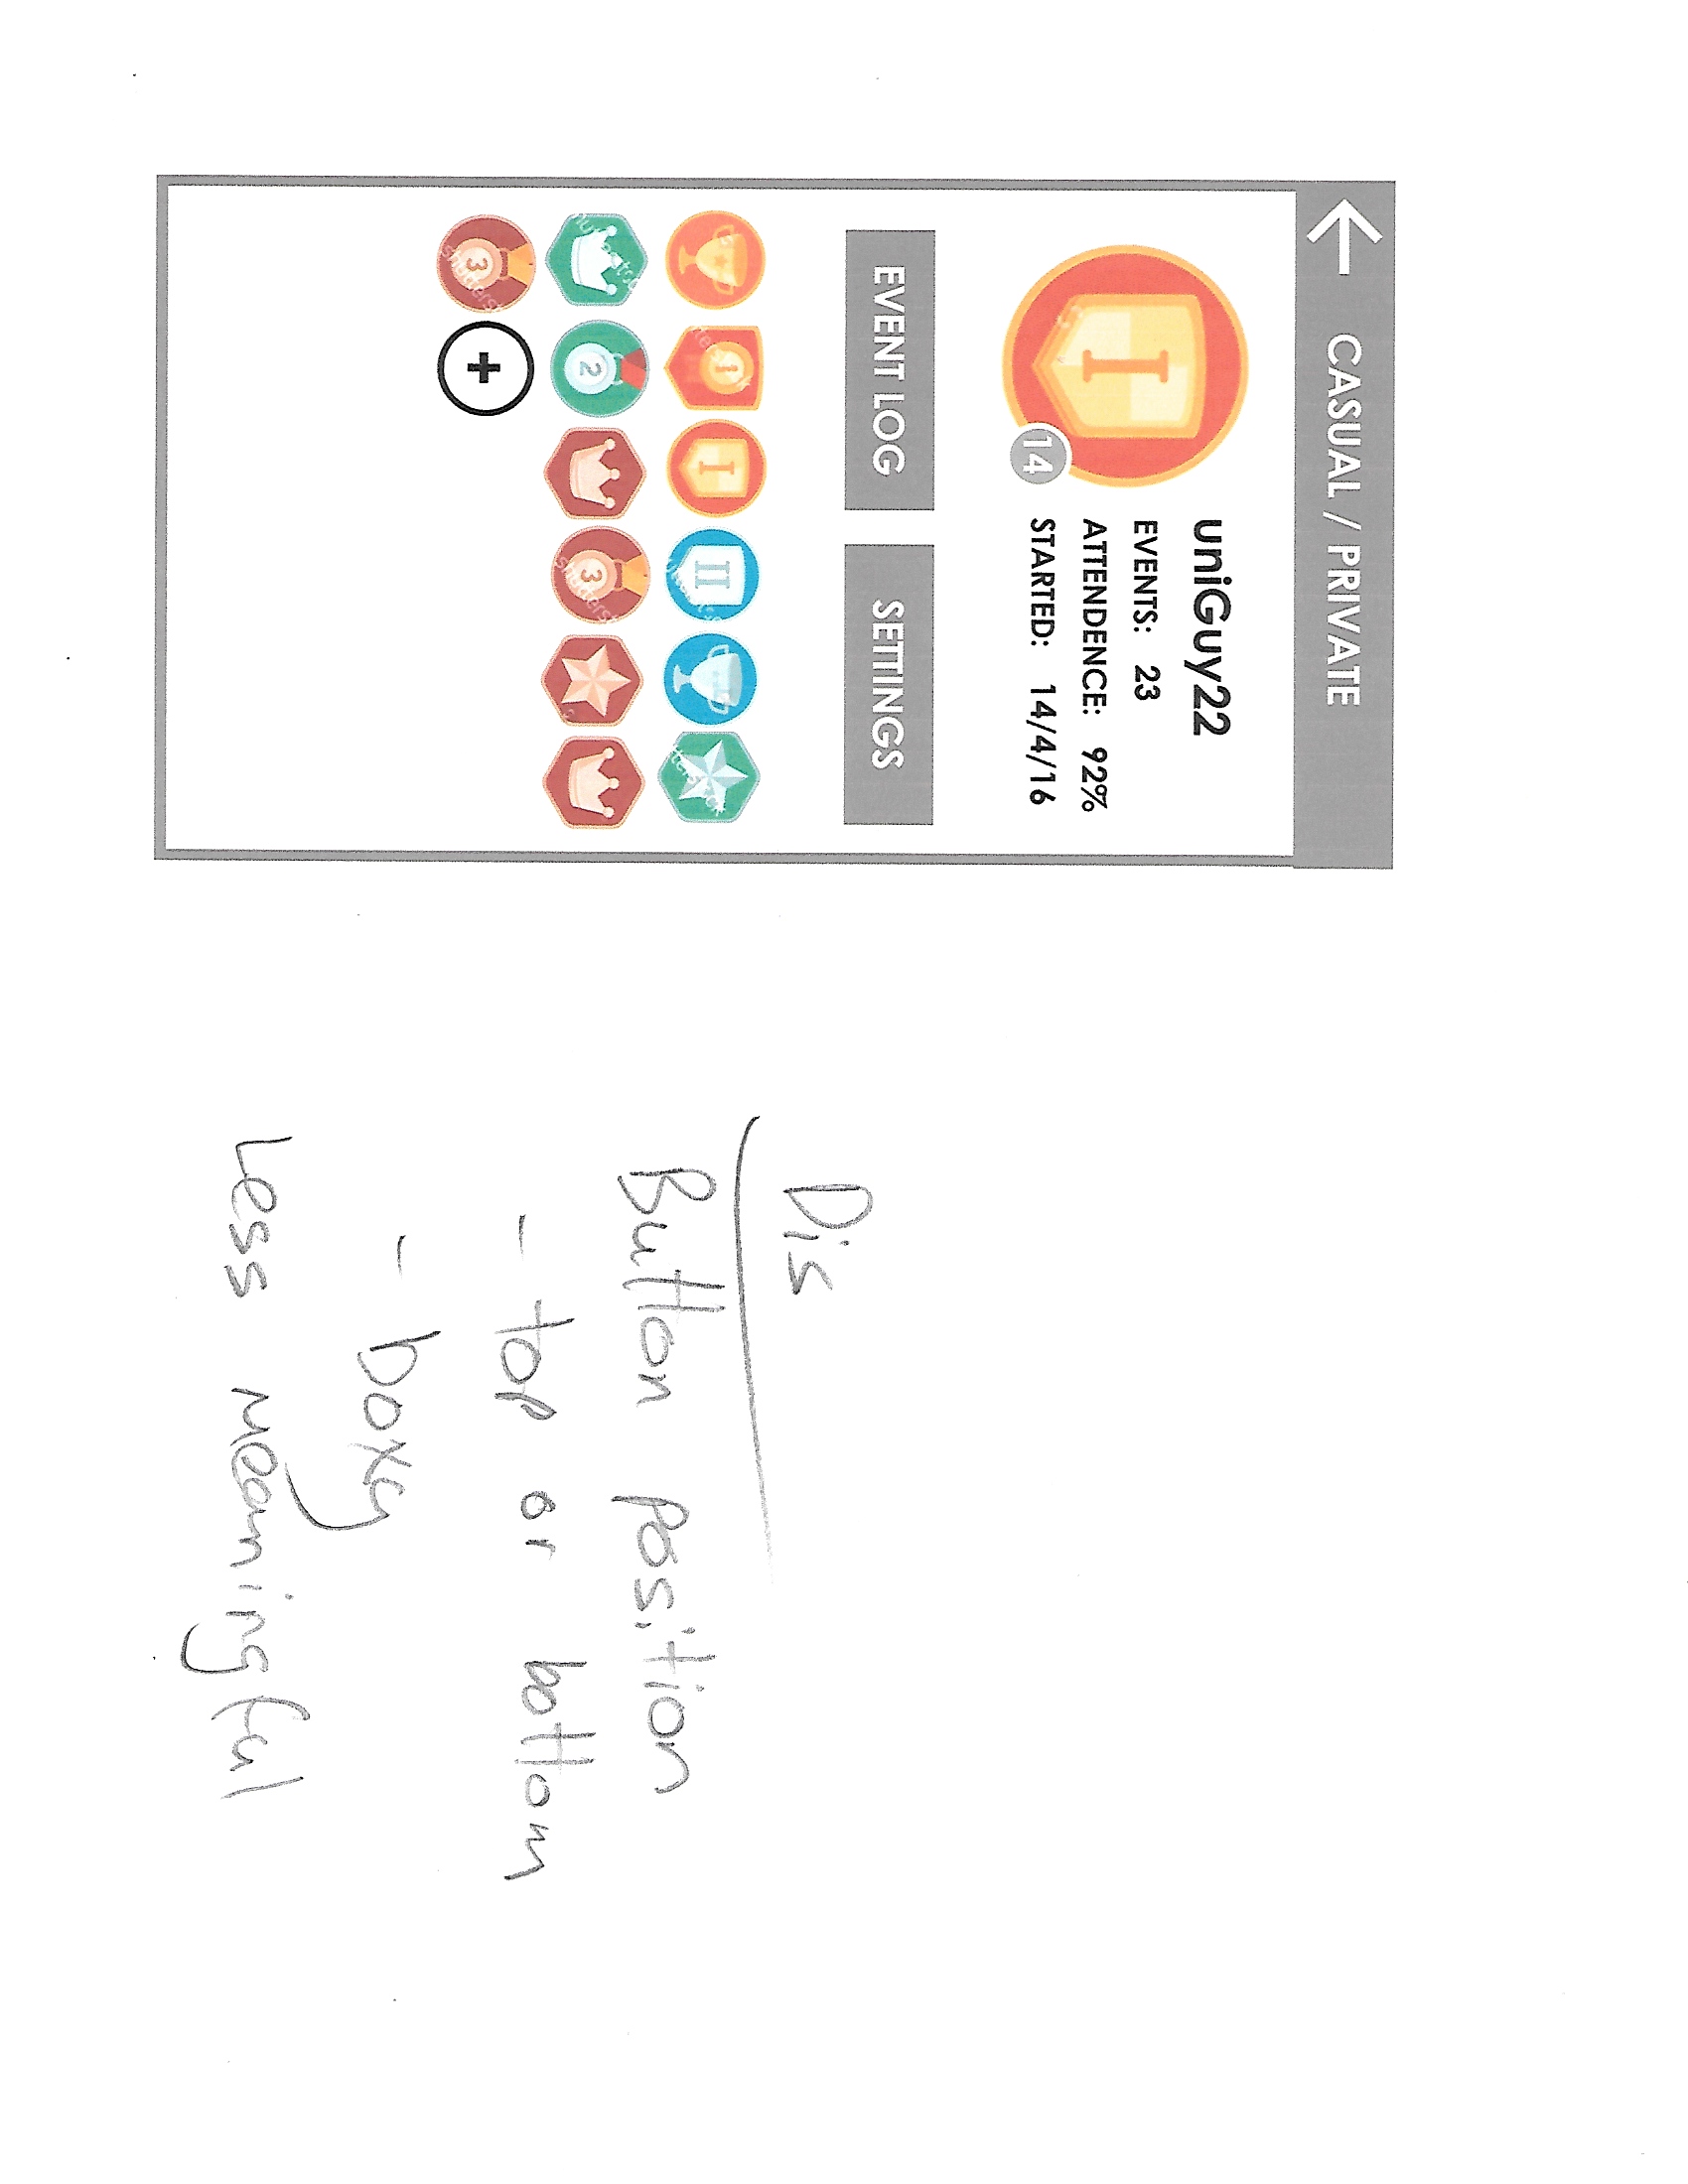 ← CASUAL / PRIVATE
uniGuy22
EVENTS: 23
ATTENDENCE: 92%
STARTED: 14/4/16
I
14
EVENT LOG SETTINGS
1 I II
2 3
3 +
Dis
Button position
- top or bottom
- boxy
Less meaningful